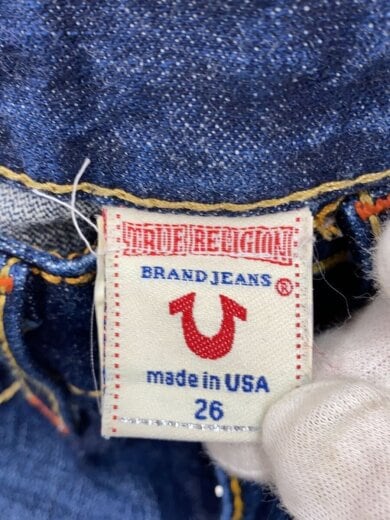 TRUE RELIGION
BRAND JEANS ®
made in USA
26